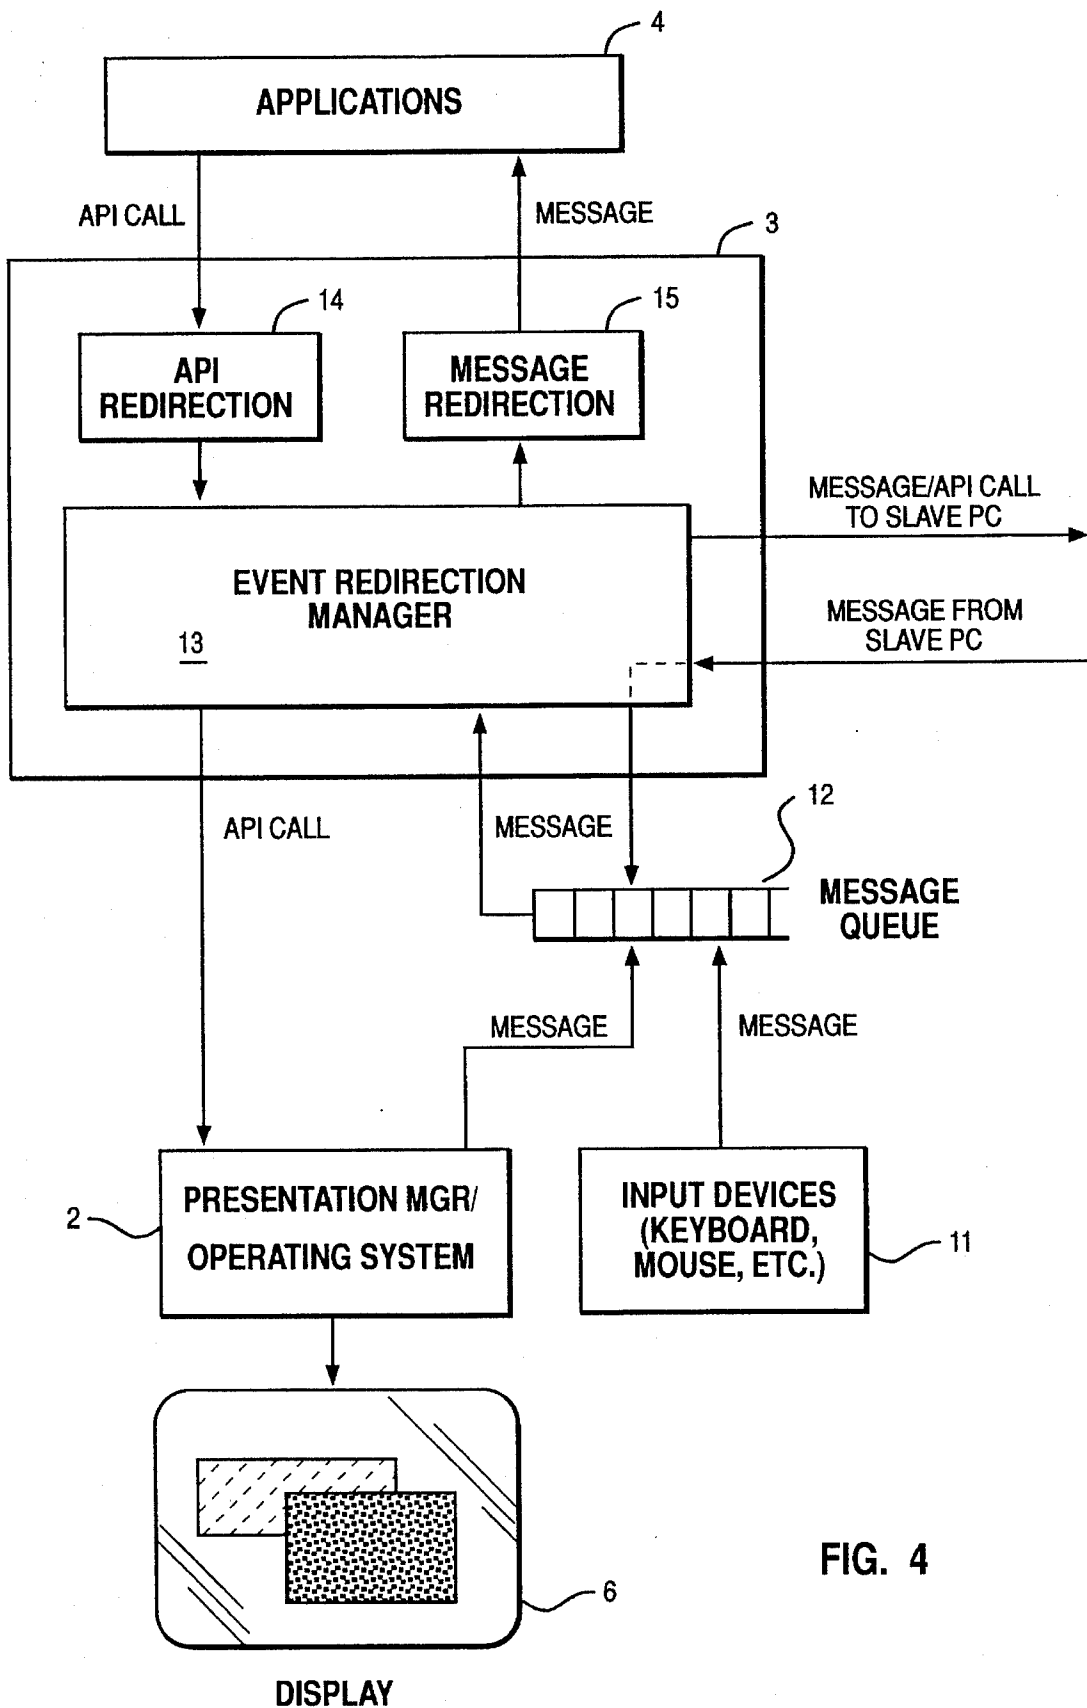 4
APPLICATIONS
API CALL
MESSAGE
3
14
15
API
REDIRECTION
MESSAGE
REDIRECTION
MESSAGE/API CALL
TO SLAVE PC
EVENT REDIRECTION
MANAGER
13
MESSAGE FROM
SLAVE PC
12
API CALL
MESSAGE
MESSAGE
QUEUE
MESSAGE
MESSAGE
2
PRESENTATION MGR/
OPERATING SYSTEM
INPUT DEVICES
(KEYBOARD,
MOUSE, ETC.)
11
FIG. 4
6
DISPLAY